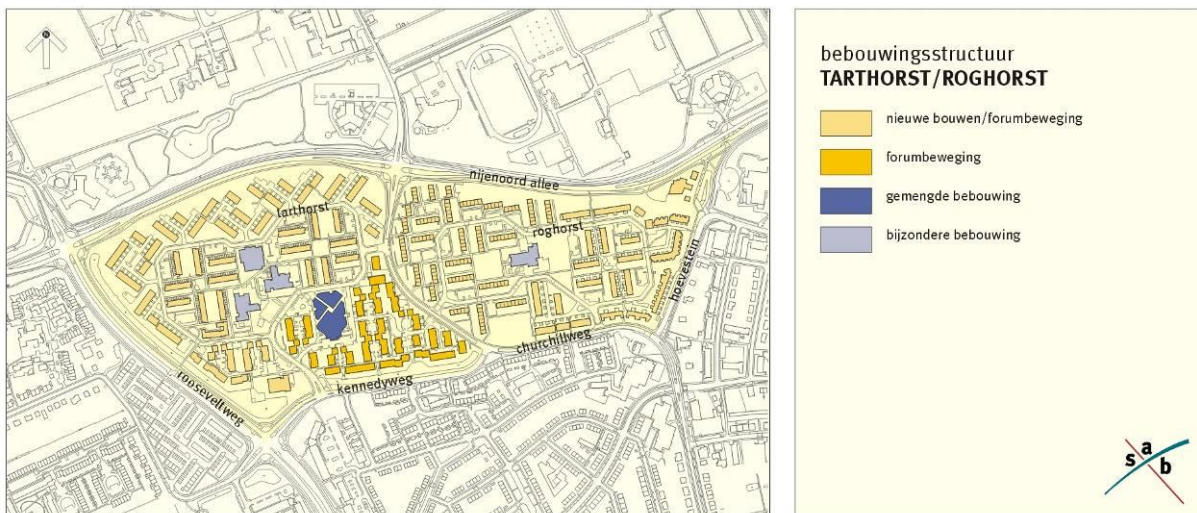 nijenoord allee
tarthorst
roghorst
hoevestein
churchillweg
kennedyweg
rooseveltweg
bebouwingsstructuur
TARTHORST/ROGHORST
nieuwe bouwen/forumbeweging
forumbeweging
gemengde bebouwing
bijzondere bebouwing
s a b